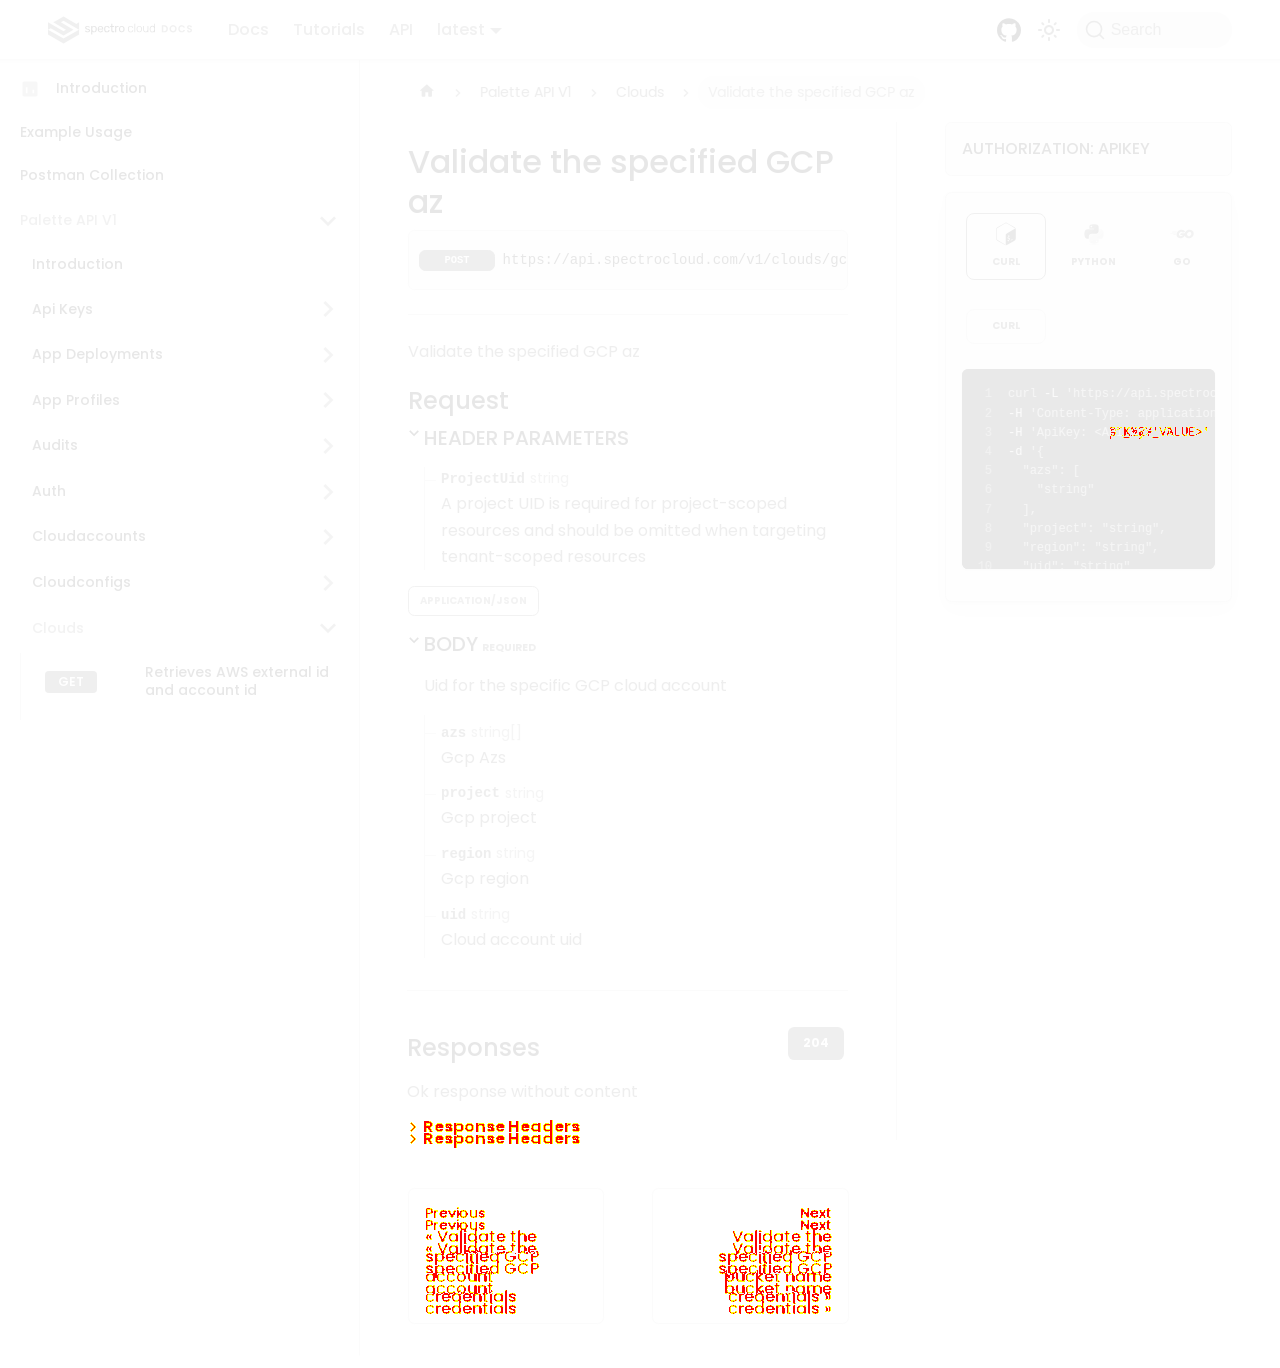 spectro cloud DOCS
Docs
Tutorials
API
latest
Search
Introduction
Example Usage
Postman Collection
Palette API V1
Introduction
Api Keys
App Deployments
App Profiles
Audits
Auth
Cloudaccounts
Cloudconfigs
Clouds
GET
Retrieves AWS external id
and account id
Palette API V1
Clouds
Validate the specified GCP az
Validate the specified GCP
az
POST https://api.spectrocloud.com/v1/clouds/gc
Validate the specified GCP az
Request
HEADER PARAMETERS
ProjectUid string
A project UID is required for project-scoped
resources and should be omitted when targeting
tenant-scoped resources
APPLICATION/JSON
BODY REQUIRED
Uid for the specific GCP cloud account
azs string[]
Gcp Azs
project string
Gcp project
region string
Gcp region
uid string
Cloud account uid
Responses
204
Ok response without content
Response Headers
Response Headers
Previous
Previous
« Validate the
« Validate the
specified GCP
specified GCP
account
account
credentials
credentials
Next
Next
Validate the
Validate the
specified GCP
specified GCP
bucket name
bucket name
credentials »
credentials »
AUTHORIZATION: APIKEY
CURL
PYTHON
GO
CURL
1 curl -L 'https://api.spectroc
2 -H 'Content-Type: application
3 -H 'ApiKey: <A
4 -d '{
5 "azs": [
6 "string"
7 ],
8 "project": "string",
9 "region": "string",
10 "uid": "string"